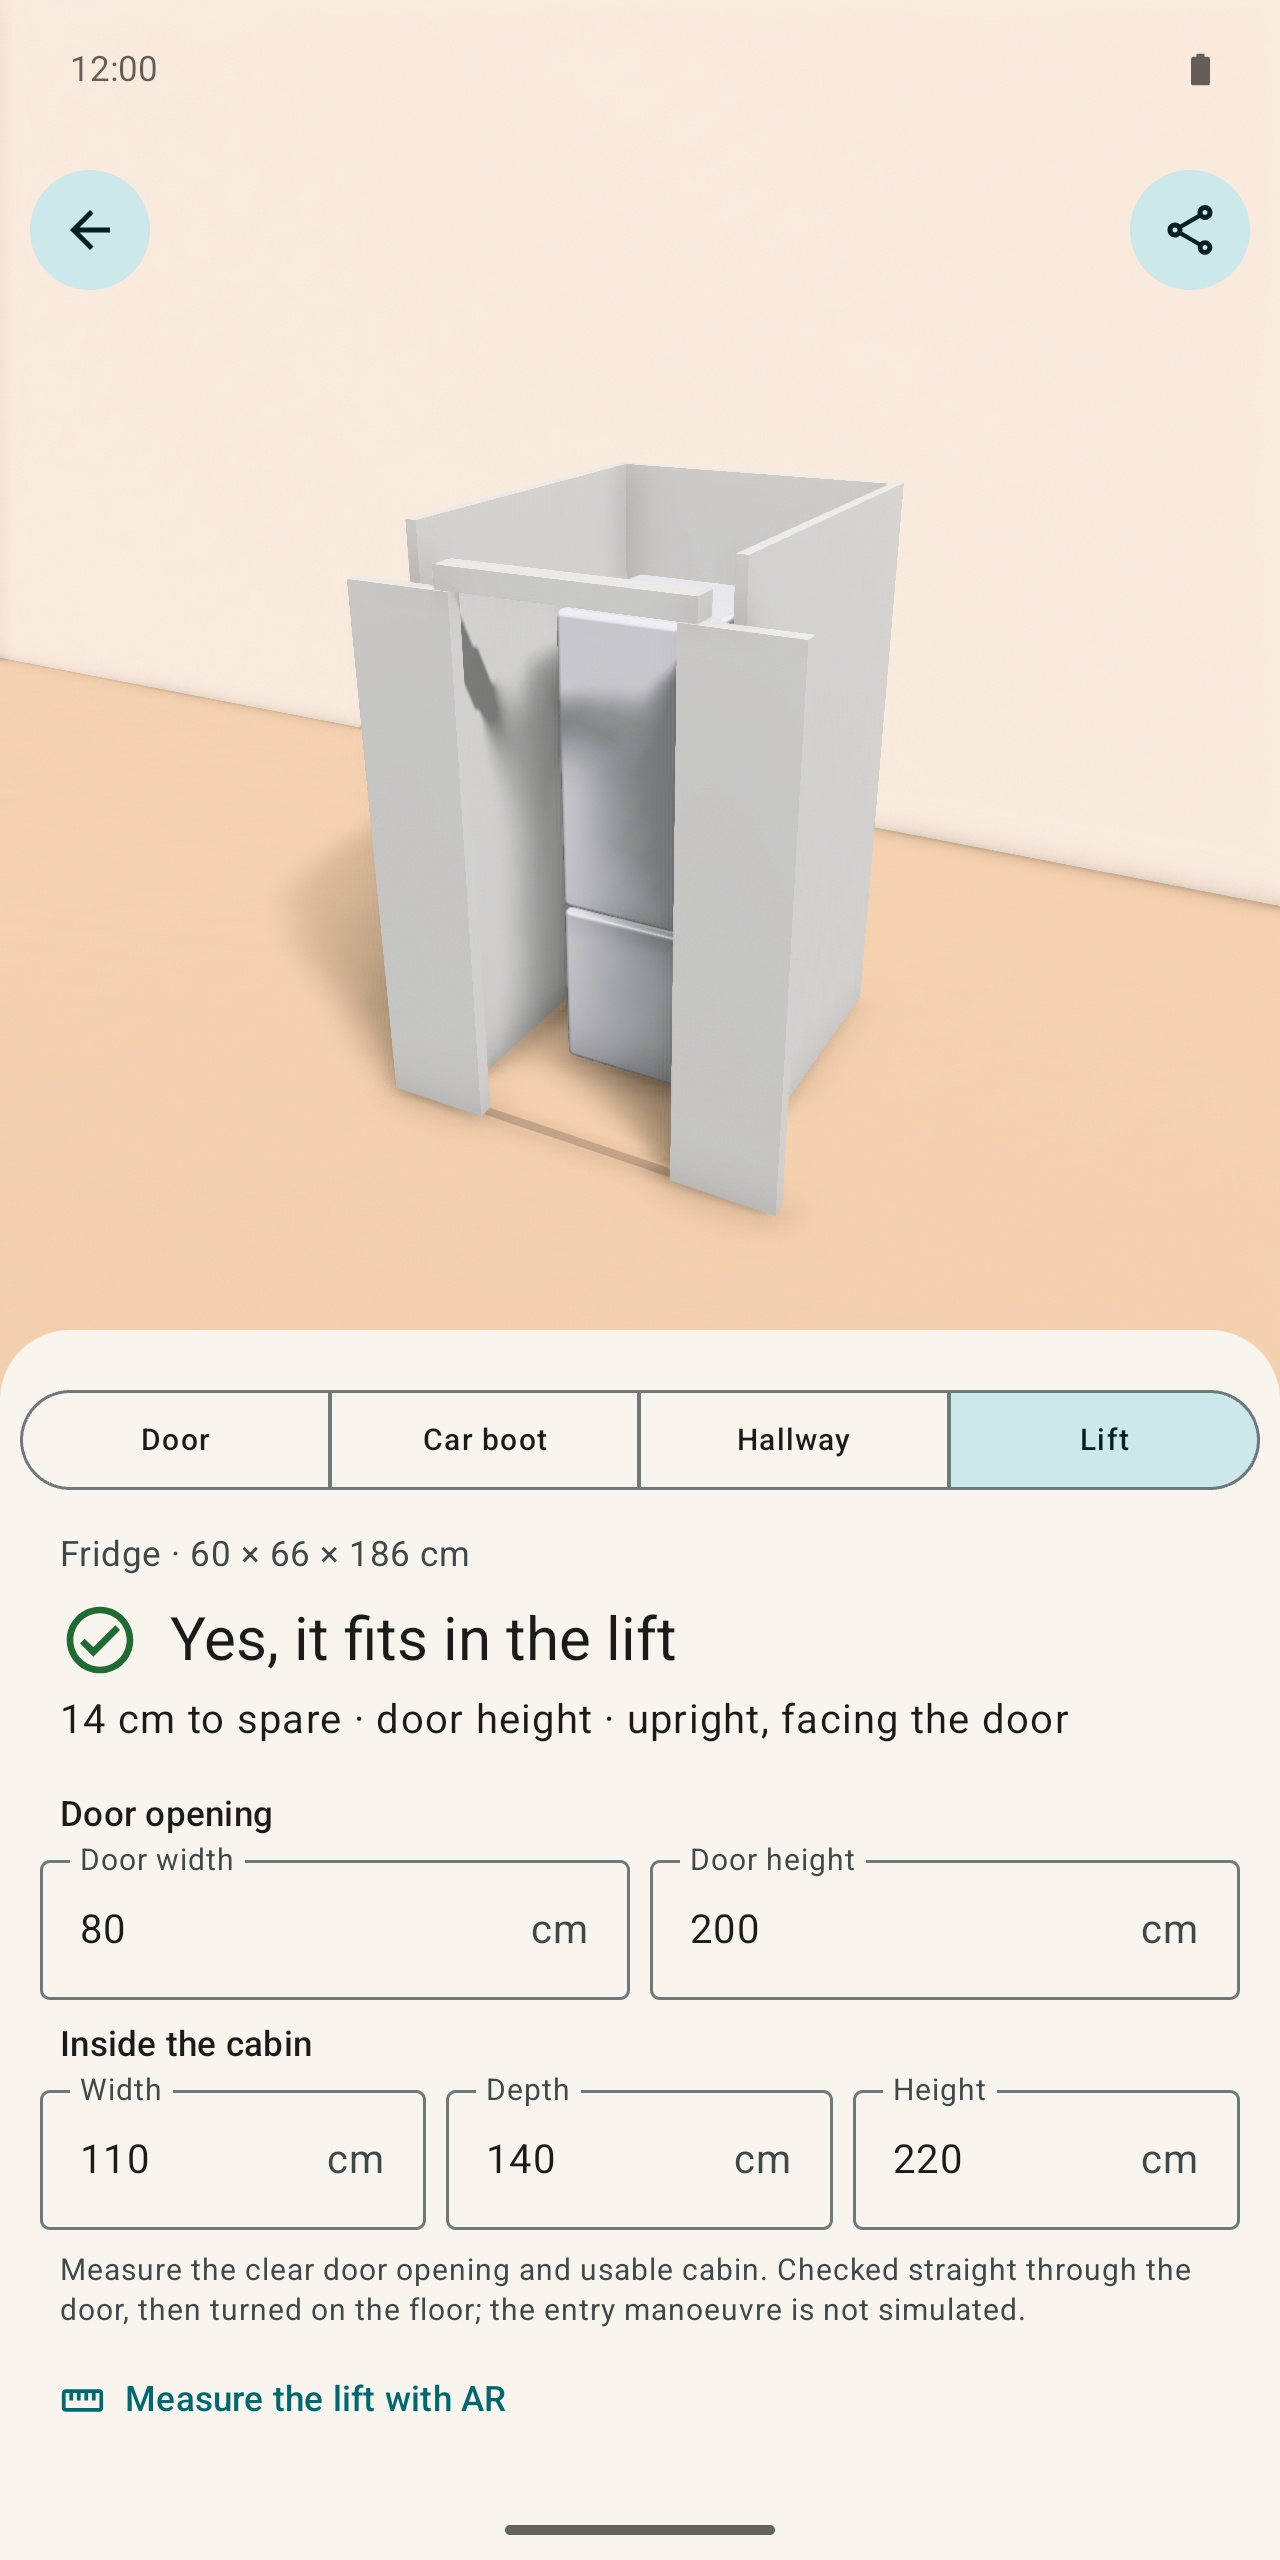 12:00
Door
Car boot
Hallway
Lift
Fridge · 60 × 66 × 186 cm
Yes, it fits in the lift
14 cm to spare · door height · upright, facing the door
Door opening
Door width
80 cm
Door height
200 cm
Inside the cabin
Width
110 cm
Depth
140 cm
Height
220 cm
Measure the clear door opening and usable cabin. Checked straight through the
door, then turned on the floor; the entry manoeuvre is not simulated.
Measure the lift with AR